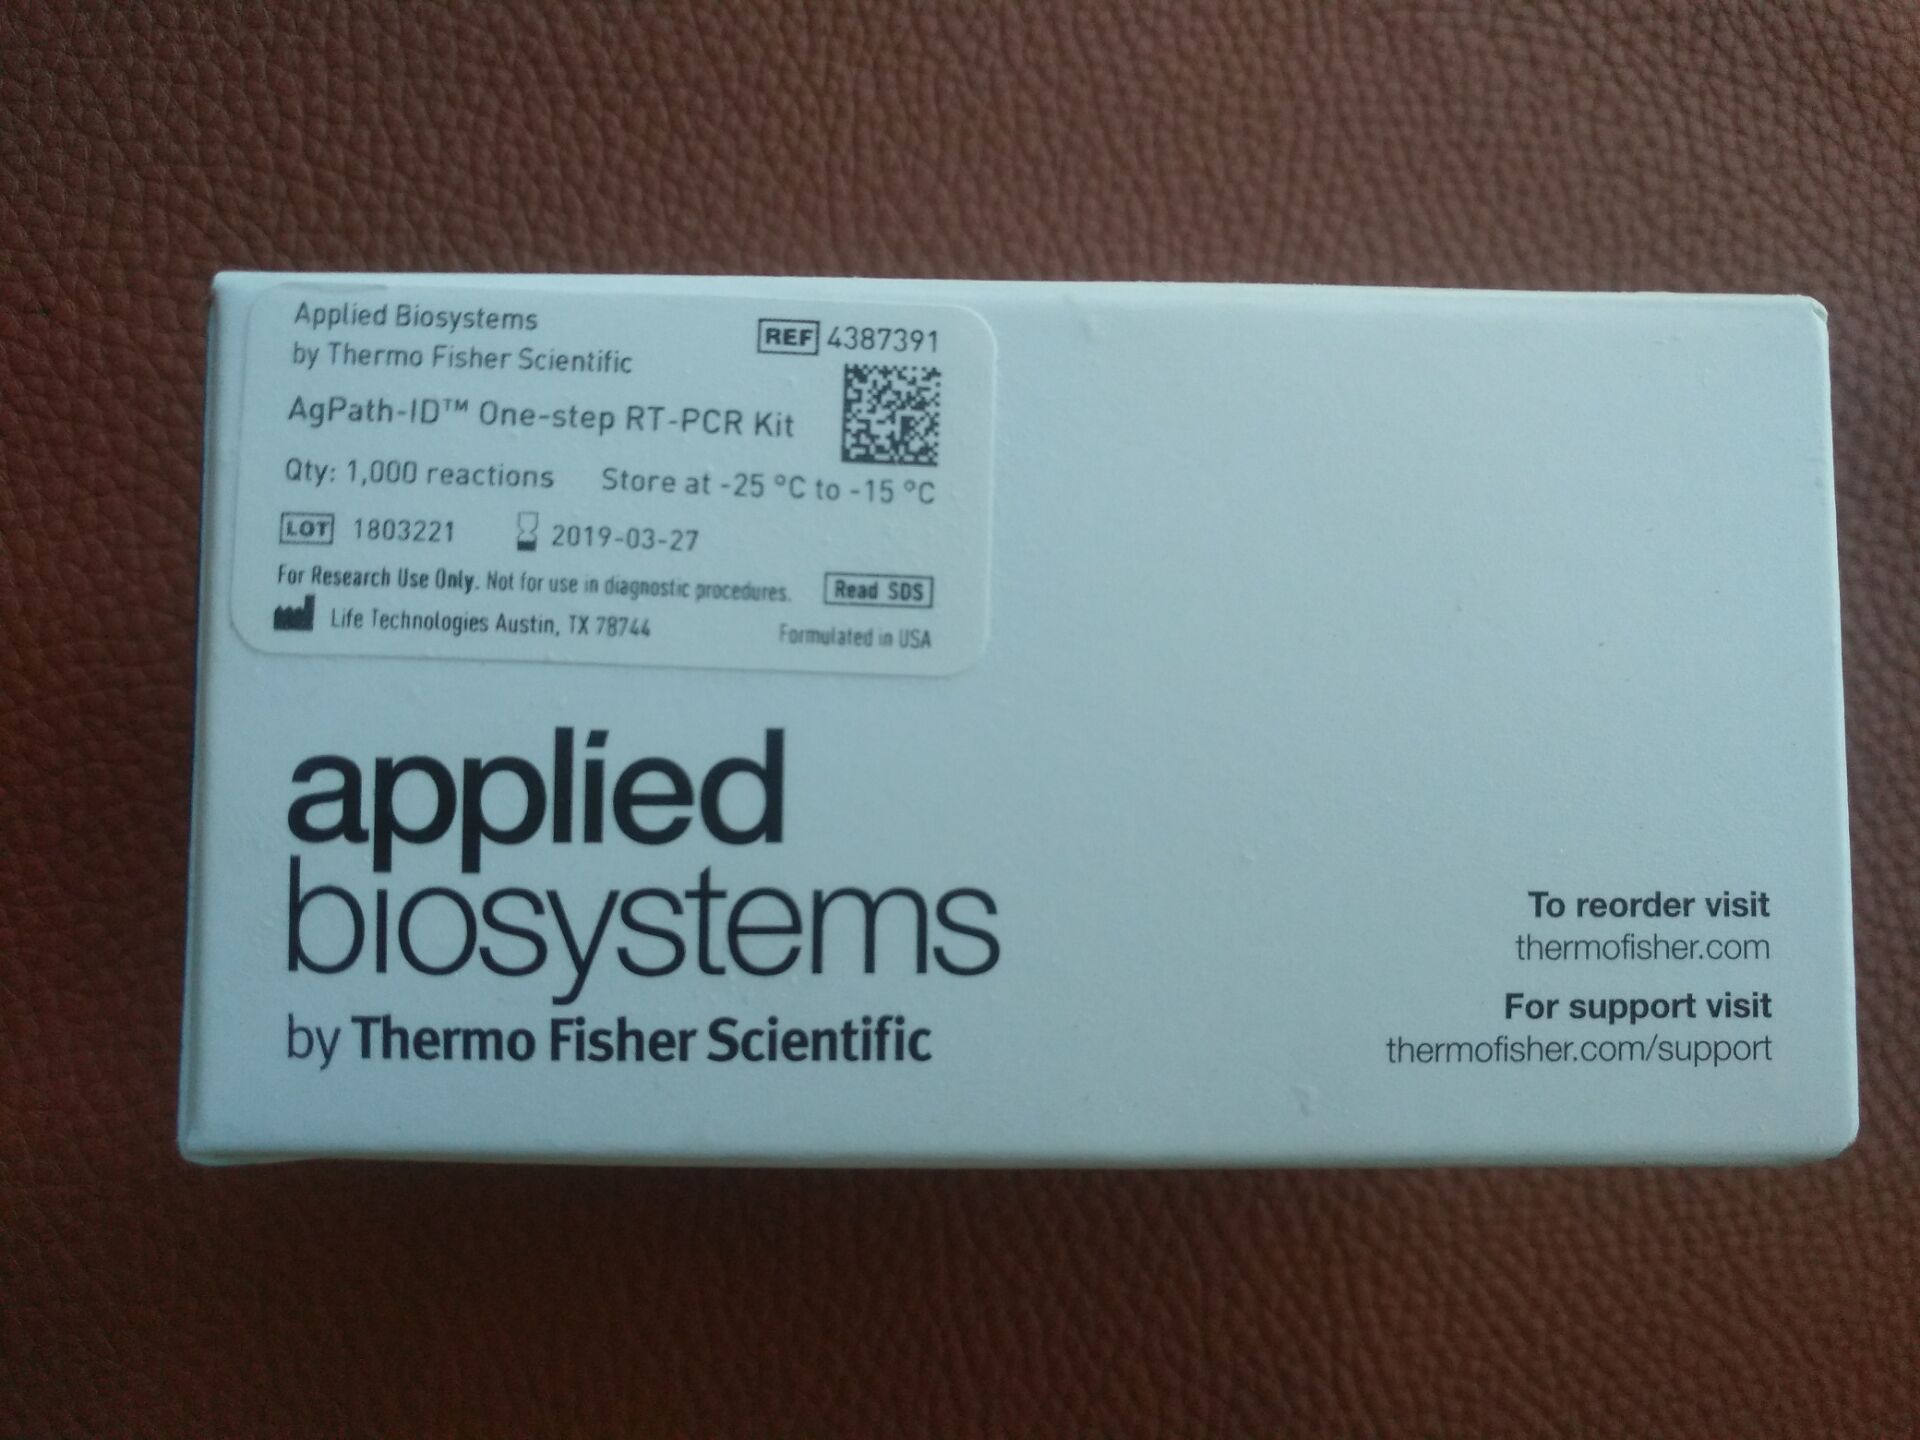 Applied Biosystems
by Thermo Fisher Scientific
REF 4387391
AgPath-ID™ One-step RT-PCR Kit
Qty: 1,000 reactions Store at -25 °C to -15 °C
LOT 1803221 2019-03-27
For Research Use Only. Not for use in diagnostic procedures. Read SDS
Life Technologies Austin, TX 78744 Formulated in USA
applied
biosystems
by Thermo Fisher Scientific
To reorder visit
thermofisher.com
For support visit
thermofisher.com/support